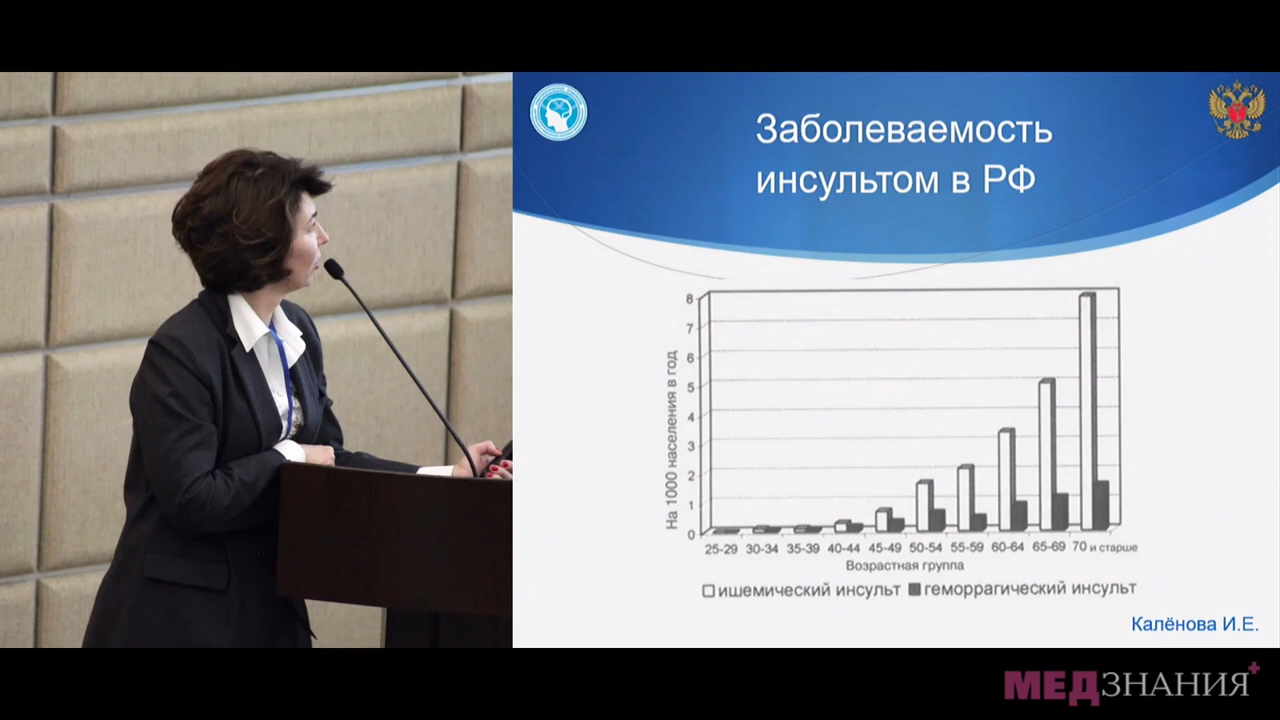 Заболеваемость
инсультом в РФ
На 1000 населения в год
8
7
6
5
4
3
2
1
0
25-29 30-34 35-39 40-44 45-49 50-54 55-59 60-64 65-69 70 и старше
Возрастная группа
ишемический инсульт геморрагический инсульт
Калёнова И.Е.
МЕДЗНАНИЯ+